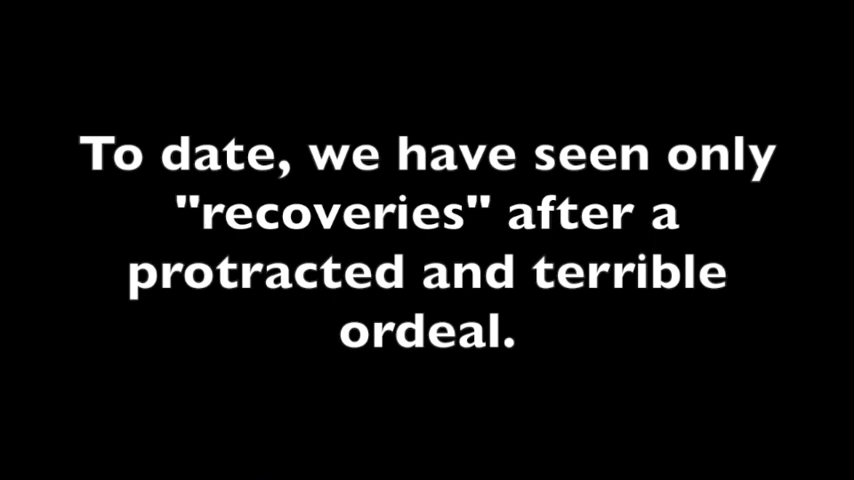 To date, we have seen only
"recoveries" after a
protracted and terrible
ordeal.